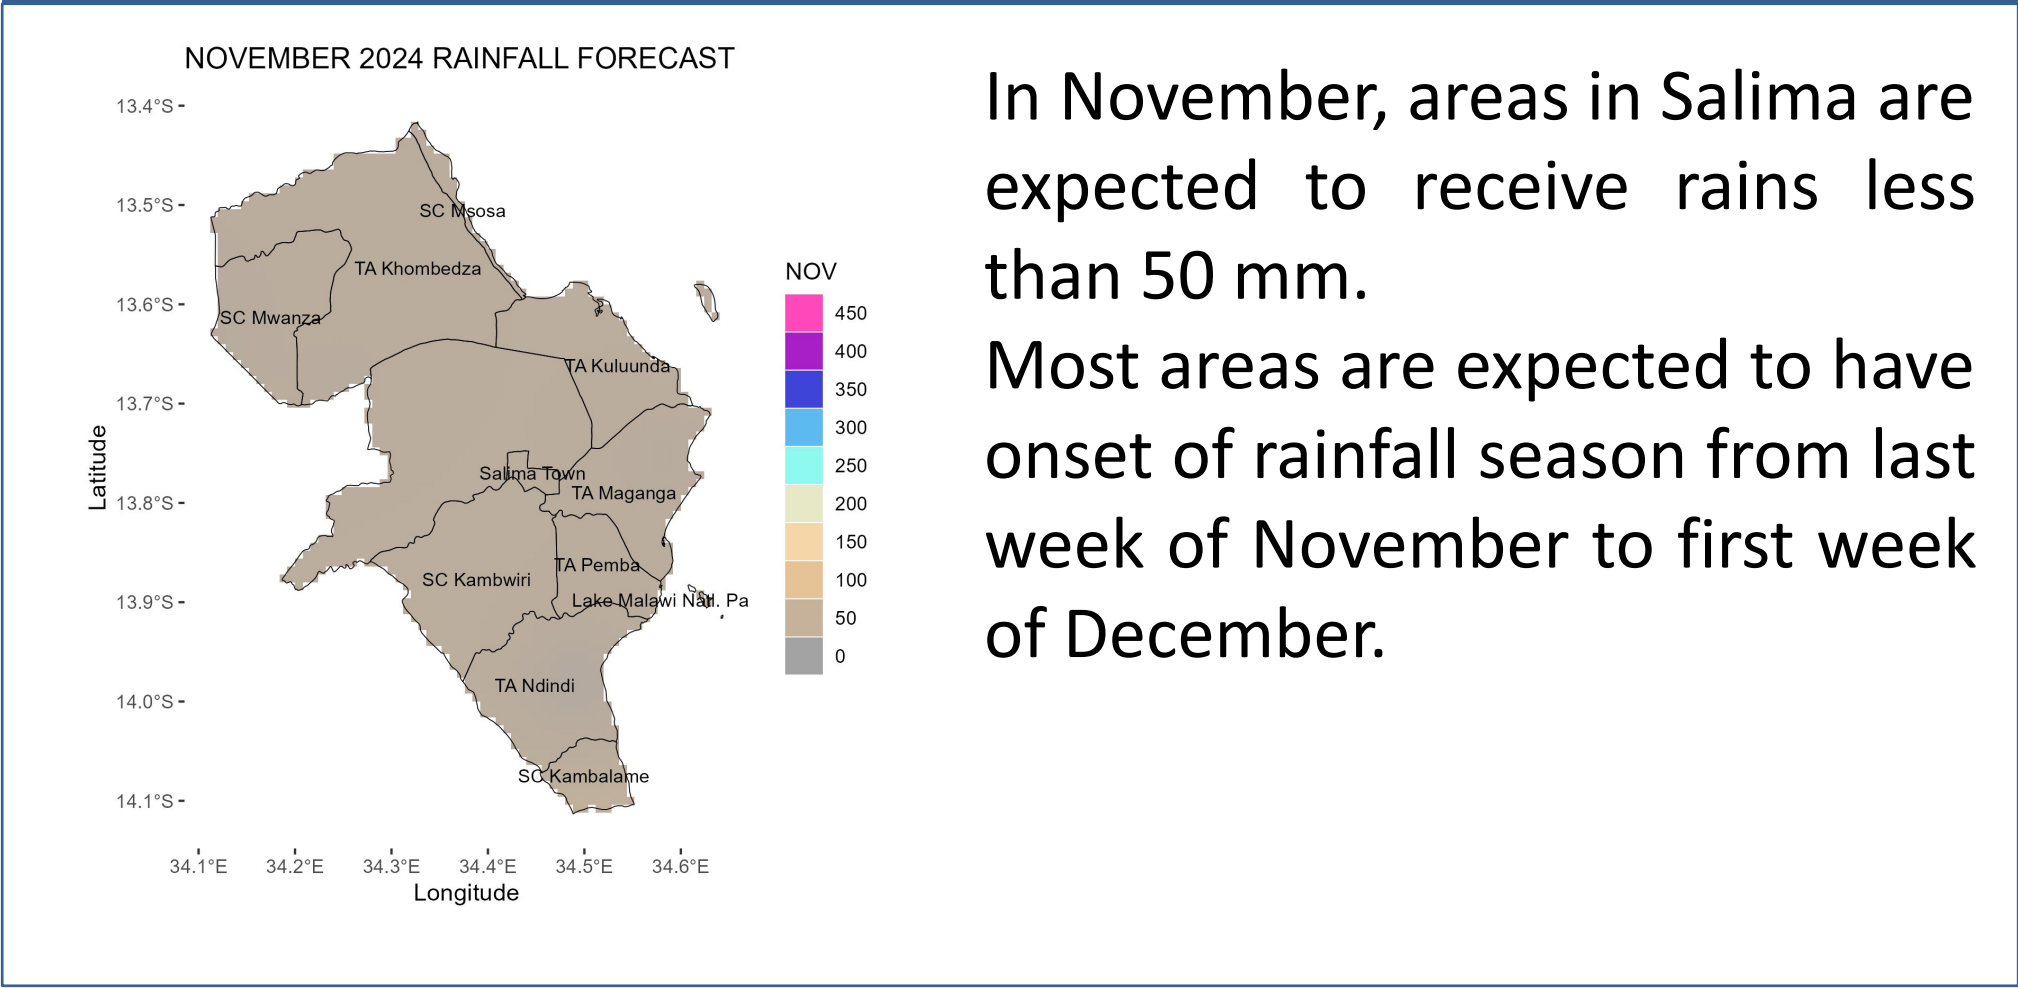 NOVEMBER 2024 RAINFALL FORECAST
13.4°S
13.5°S
13.6°S
13.7°S
13.8°S
13.9°S
14.0°S
14.1°S
Latitude
SC Msosa
TA Khombedza
SC Mwanza
TA Kuluunda
Salima Town
TA Maganga
TA Pemba
SC Kambwiri
Lake Malawi Natl. Pa
TA Ndindi
SC Kambalame
34.1°E 34.2°E 34.3°E 34.4°E 34.5°E 34.6°E
Longitude
NOV
450
400
350
300
250
200
150
100
50
0
In November, areas in Salima are
expected to receive rains less
than 50 mm.
Most areas are expected to have
onset of rainfall season from last
week of November to first week
of December.